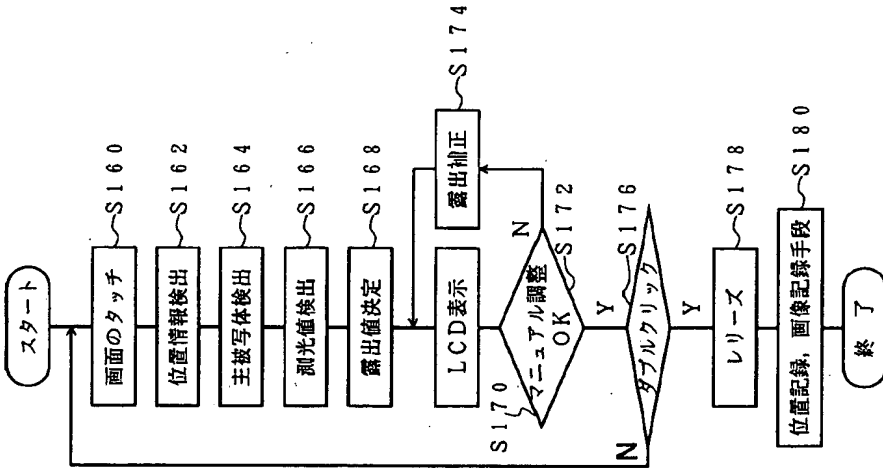 スタート
画面のタッチ
S160
位置情報検出
S162
主被写体検出
S164
測光値検出
S166
露出値決定
S168
LCD表示
S170
マニュアル調整
OK
S172
N
露出補正
S174
Y
ダブルクリック
S176
N
Y
レリーズ
S178
位置記録，画像記録手段
S180
終了